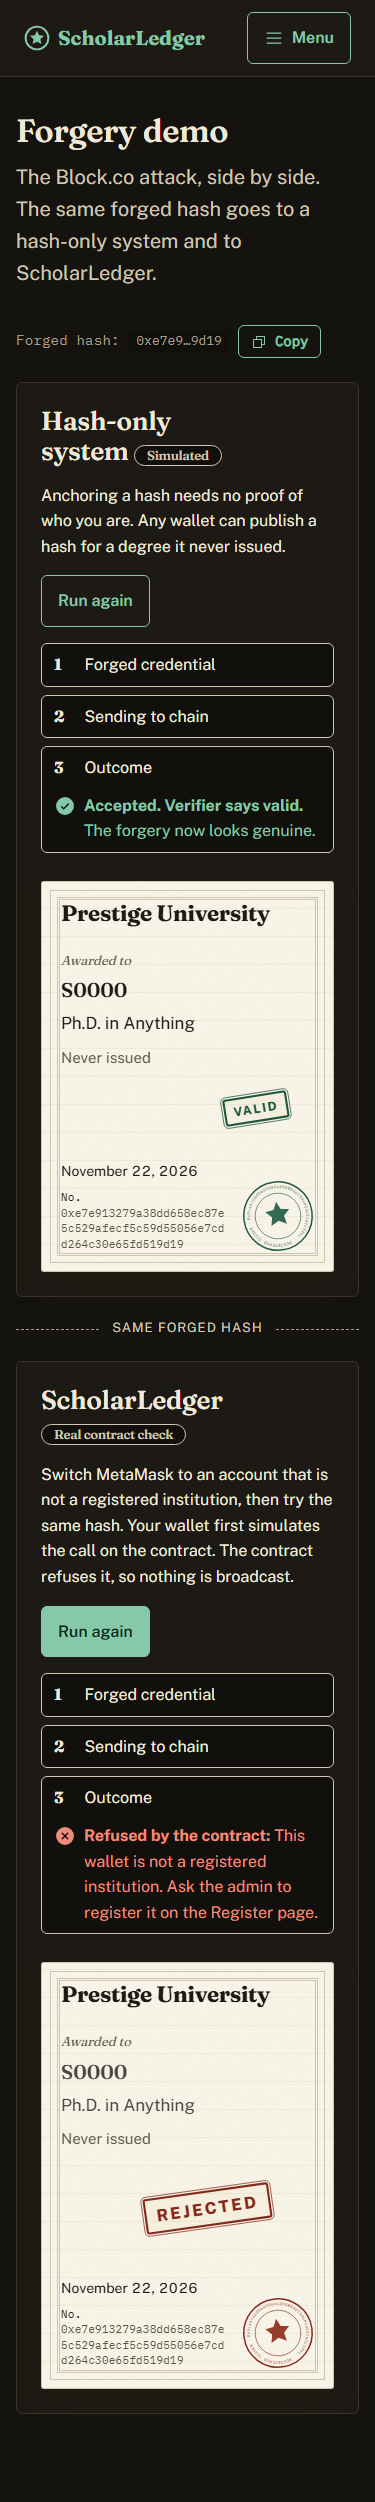 ScholarLedger
Menu
Forgery demo
The Block.co attack, side by side.
The same forged hash goes to a
hash-only system and to
ScholarLedger.
Forged hash: 0xe7e9…9d19 Copy
Hash-only
system Simulated
Anchoring a hash needs no proof of
who you are. Any wallet can publish a
hash for a degree it never issued.
Run again
1 Forged credential
2 Sending to chain
3 Outcome
Accepted. Verifier says valid.
The forgery now looks genuine.
Prestige University
Awarded to
S0000
Ph.D. in Anything
Never issued
VALID
November 22, 2026
No.
0xe7e913279a38dd658ec87e
5c529afecf5c59d55056e7cd
d264c30e65fd519d19
SAME FORGED HASH
ScholarLedger
Real contract check
Switch MetaMask to an account that is
not a registered institution, then try the
same hash. Your wallet first simulates
the call on the contract. The contract
refuses it, so nothing is broadcast.
Run again
1 Forged credential
2 Sending to chain
3 Outcome
Refused by the contract: This
wallet is not a registered
institution. Ask the admin to
register it on the Register page.
Prestige University
Awarded to
S0000
Ph.D. in Anything
Never issued
REJECTED
November 22, 2026
No.
0xe7e913279a38dd658ec87e
5c529afecf5c59d55056e7cd
d264c30e65fd519d19